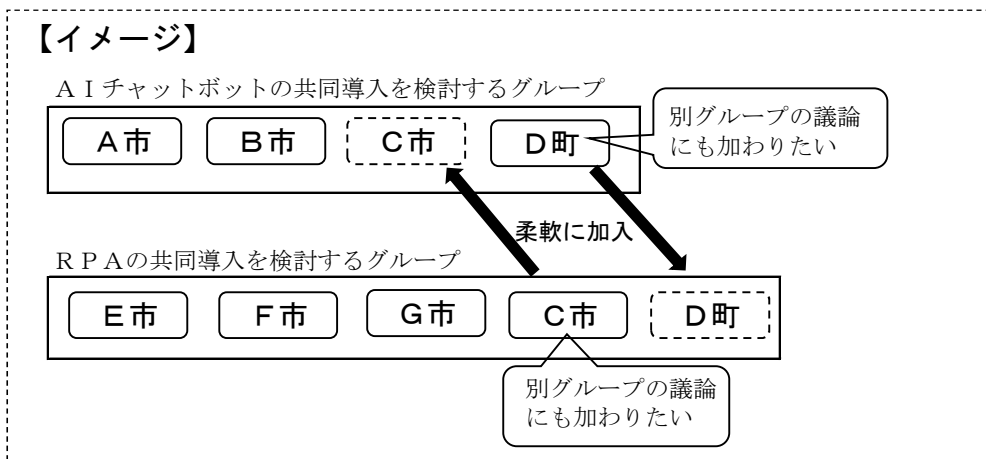 【イメージ】
ＡＩチャットボットの共同導入を検討するグループ
Ａ市
Ｂ市
Ｃ市
Ｄ町
別グループの議論
にも加わりたい
柔軟に加入
ＲＰＡの共同導入を検討するグループ
Ｅ市
Ｆ市
Ｇ市
Ｃ市
Ｄ町
別グループの議論
にも加わりたい